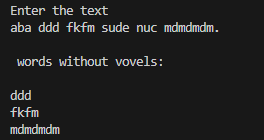 Enter the text
aba ddd fkfm sude nuc mdmdmdm.
words without vovels:
ddd
fkfm
mdmdmdm